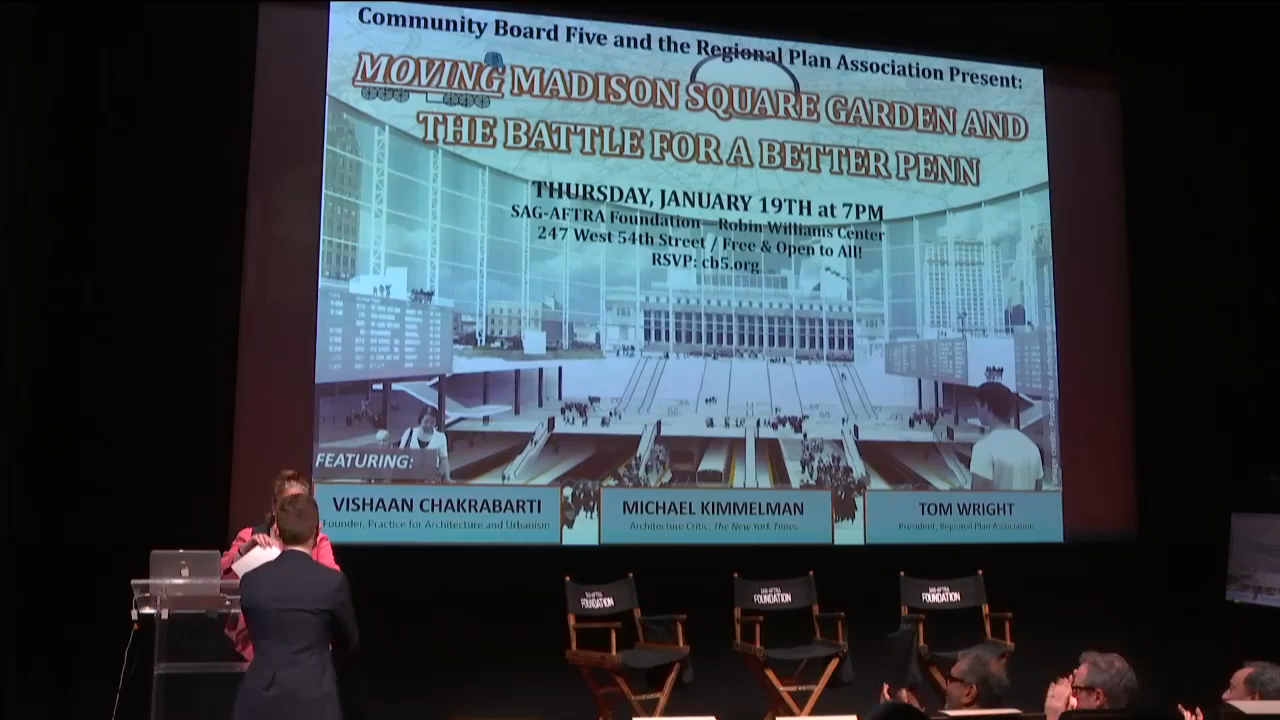 Community Board Five and the Regional Plan Association Present:
MOVING MADISON SQUARE GARDEN AND
THE BATTLE FOR A BETTER PENN
THURSDAY, JANUARY 19TH at 7PM
SAG-AFTRA Foundation—Robin Williams Center
247 West 54th Street / Free & Open to All!
RSVP: cb5.org
FEATURING:
VISHAAN CHAKRABARTI
Founder, Practice for Architecture and Urbanism
MICHAEL KIMMELMAN
Architecture Critic, The New York Times
TOM WRIGHT
President, Regional Plan Association
SAG-AFTRA
FOUNDATION
SAG-AFTRA
FOUNDATION
SAG-AFTRA
FOUNDATION